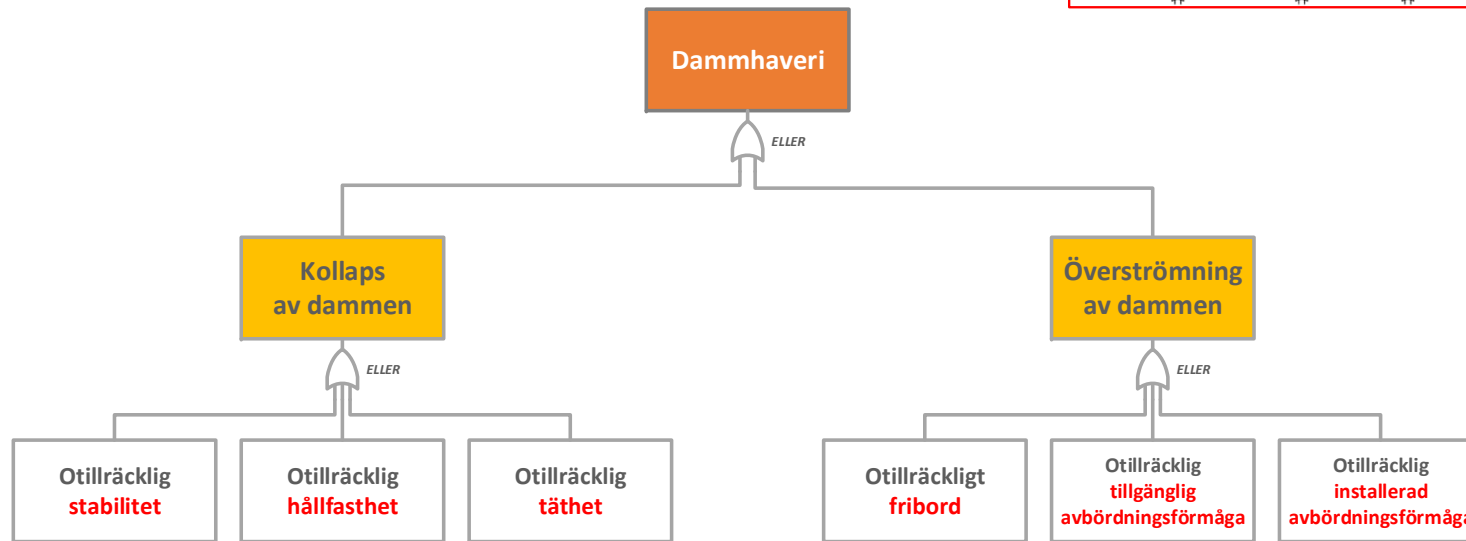 Dammhaveri
ELLER
Kollaps
av dammen
Överströmning
av dammen
ELLER
ELLER
Otillräcklig
stabilitet
Otillräcklig
hållfasthet
Otillräcklig
täthet
Otillräckligt
fribord
Otillräcklig
tillgänglig
avbördningsförmåga
Otillräcklig
installerad
avbördningsförmåga